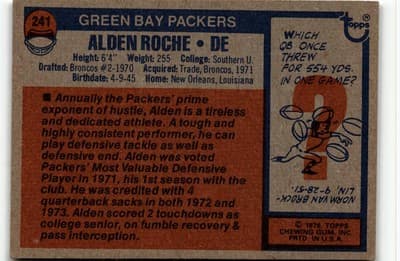 241
GREEN BAY PACKERS
ALDEN ROCHE • DE
Height: 6'4" Weight: 255 College: Southern U.
Drafted: Broncos #2-1970 Acquired: Trade, Broncos, 1971
Birthdate: 4-9-45 Home: New Orleans, Louisiana
■ Annually the Packers' prime
exponent of hustle, Alden is a tireless
and dedicated athlete. A tough and
highly consistent performer, he can
play defensive tackle as well as
defensive end. Alden was voted
Packers' Most Valuable Defensive
Player in 1971, his 1st season with the
club. He was credited with 4
quarterback sacks in both 1972 and
1973. Alden scored 2 touchdowns as
college senior, on fumble recovery &
pass interception.
TOPPS
WHICH
QB ONCE
THREW
FOR 554 YDS.
IN ONE GAME?
?
NORM VAN BROCK-
LIN, 9-28-51.
© 1976 TOPPS
CHEWING GUM, INC.
PRTD. IN U.S.A.